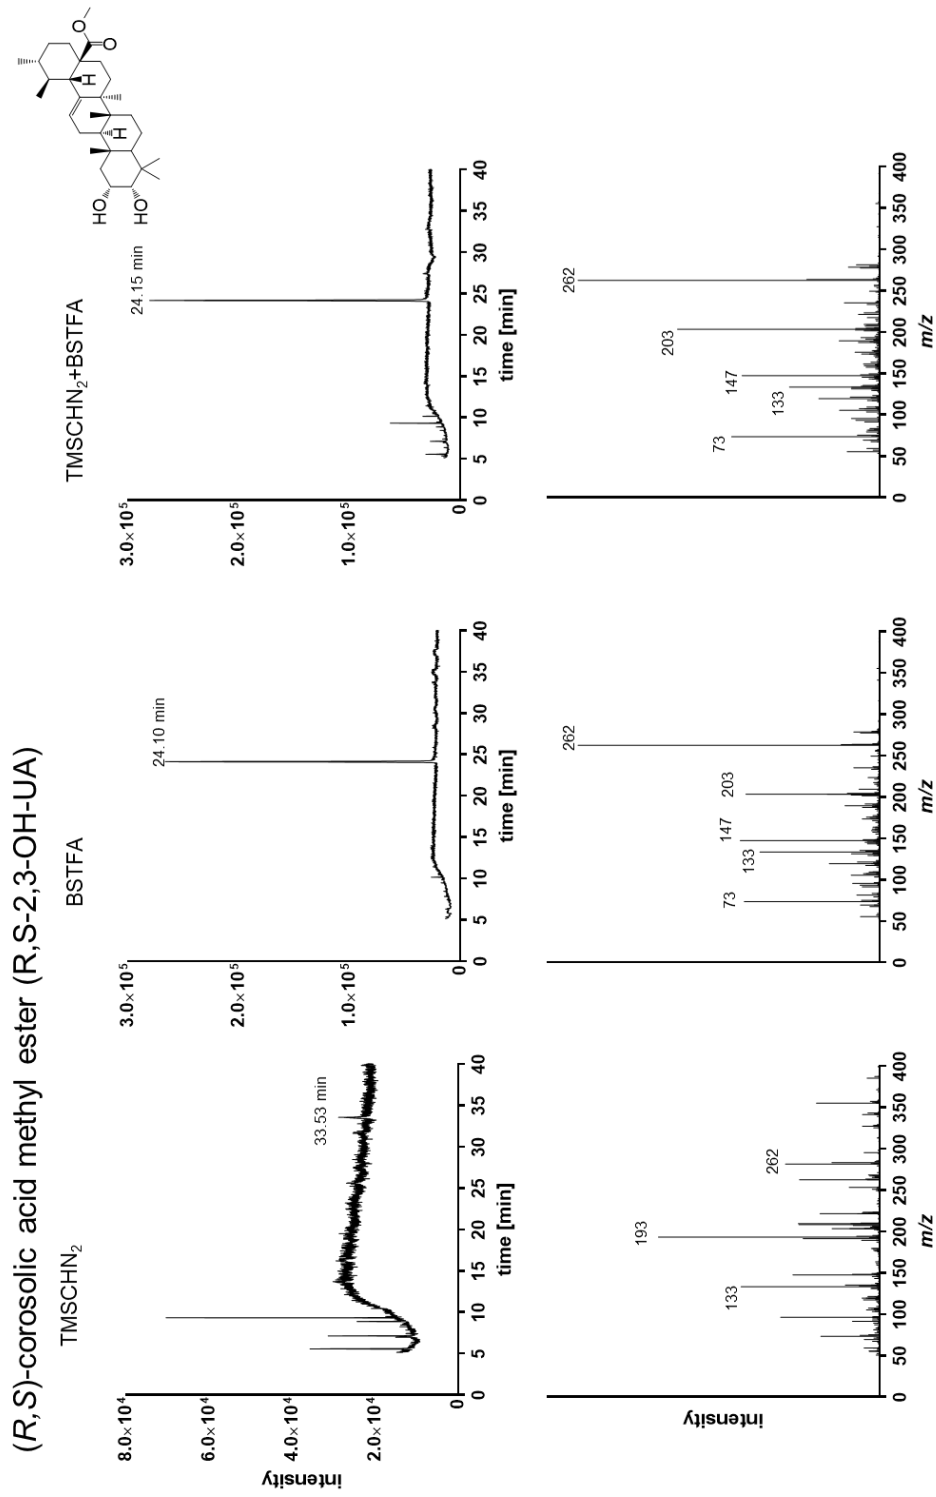 (R,S)-corosolic acid methyl ester (R,S-2,3-OH-UA)
TMSCHN₂
BSTFA
TMSCHN₂+BSTFA
HO
HO
H
H
O
O
intensity
8.0×10⁴
6.0×10⁴
4.0×10⁴
2.0×10⁴
0
33.53 min
0 5 10 15 20 25 30 35 40
time [min]
3.0×10⁵
2.0×10⁵
1.0×10⁵
0
24.10 min
0 5 10 15 20 25 30 35 40
time [min]
3.0×10⁵
2.0×10⁵
1.0×10⁵
0
24.15 min
0 5 10 15 20 25 30 35 40
time [min]
intensity
133
193
262
0 50 100 150 200 250 300 350 400
m/z
73
133
147
203
262
0 50 100 150 200 250 300 350 400
m/z
73
133
147
203
262
0 50 100 150 200 250 300 350 400
m/z